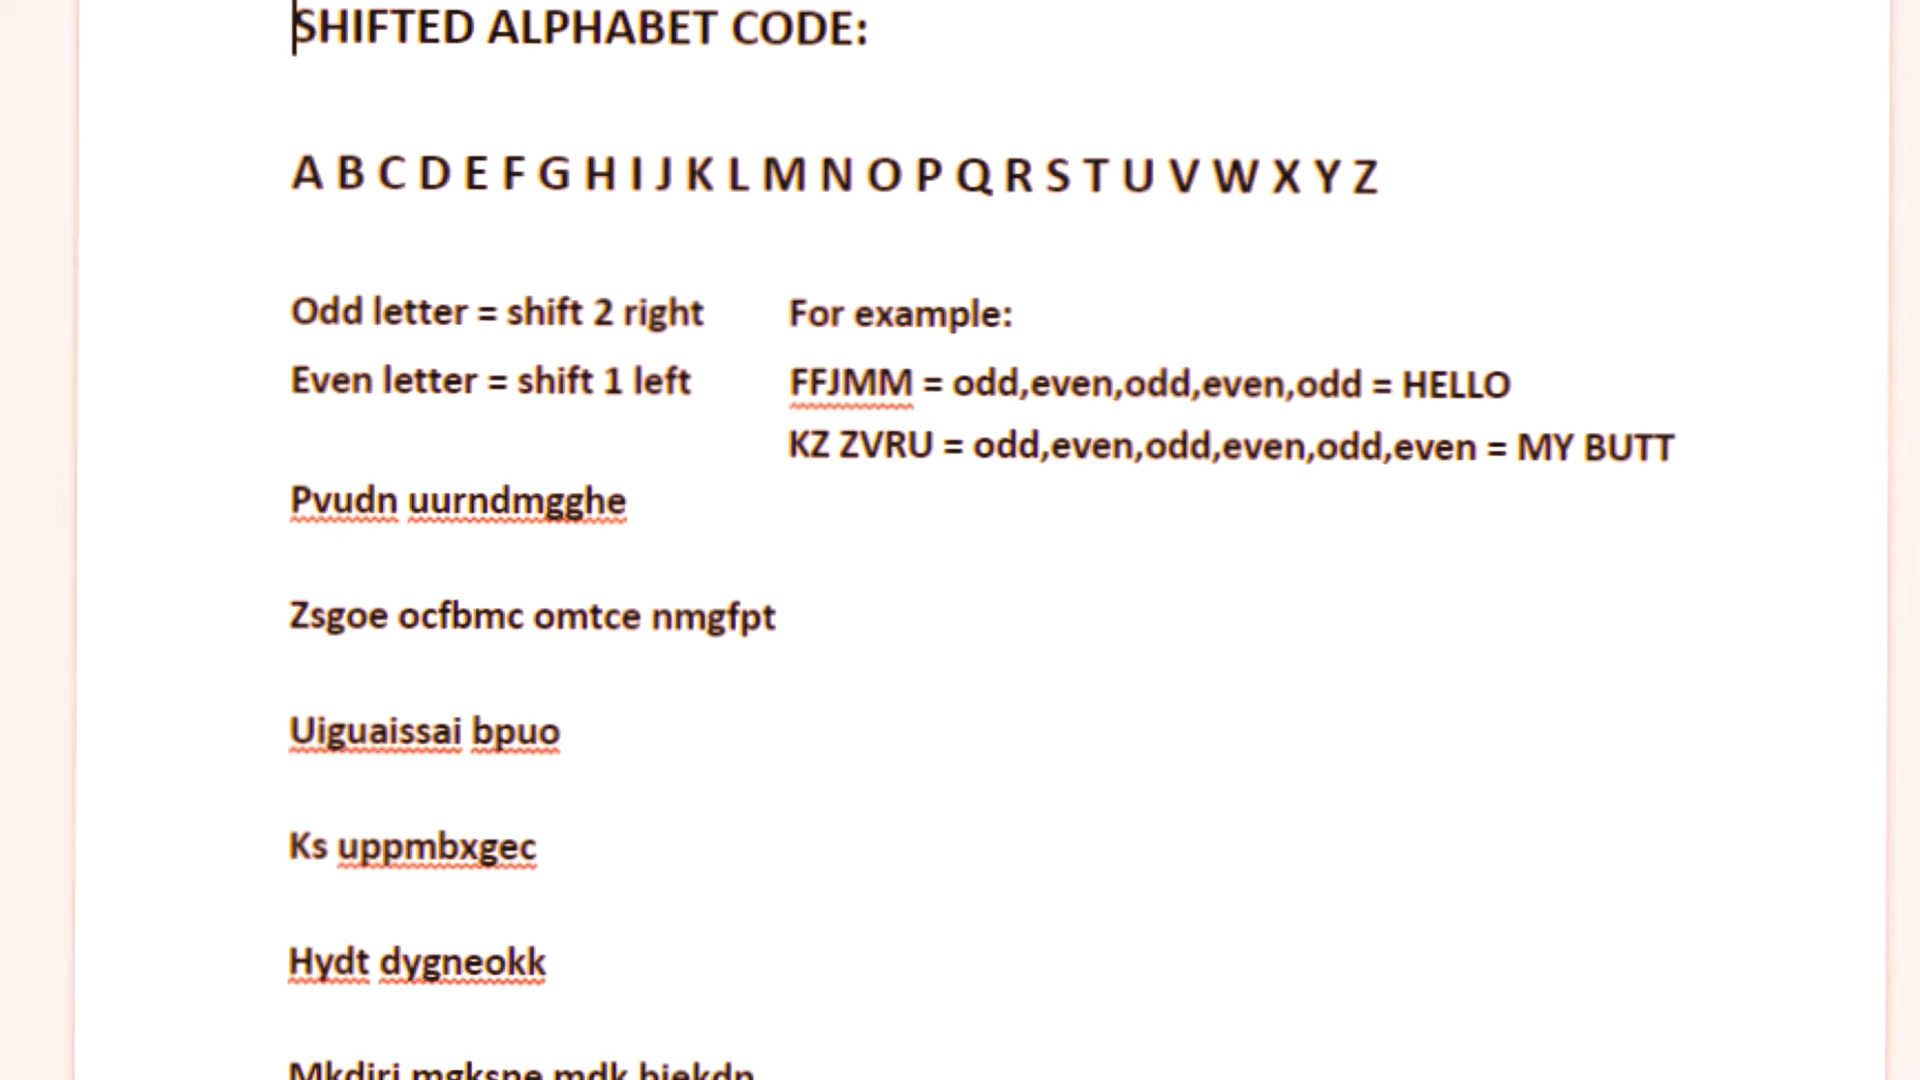 SHIFTED ALPHABET CODE:
A B C D E F G H I J K L M N O P Q R S T U V W X Y Z
Odd letter = shift 2 right For example:
Even letter = shift 1 left FFJMM = odd,even,odd,even,odd = HELLO
KZ ZVRU = odd,even,odd,even,odd,even = MY BUTT
Pvudn uurndmgghe
Zsgoe ocfbmc omtce nmgfpt
Uiguaissai bpuo
Ks uppmbxgec
Hydt dygneokk